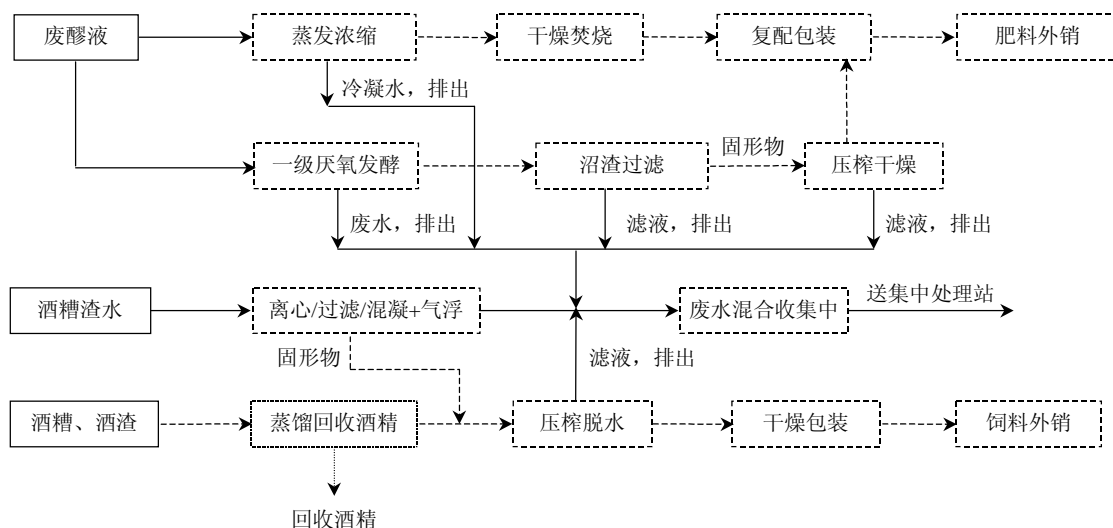 废醪液
蒸发浓缩
干燥焚烧
复配包装
肥料外销
冷凝水，排出
一级厌氧发酵
沼渣过滤
固形物
压榨干燥
废水，排出
滤液，排出
滤液，排出
酒糟渣水
离心/过滤/混凝+气浮
废水混合收集中
送集中处理站
固形物
滤液，排出
酒糟、酒渣
蒸馏回收酒精
压榨脱水
干燥包装
饲料外销
回收酒精